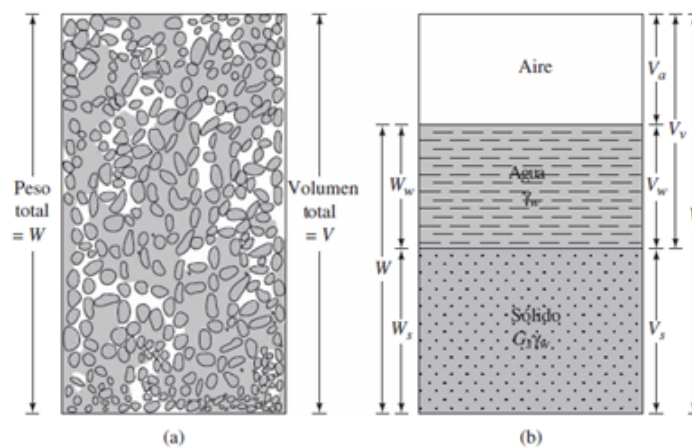 Peso
total
= W
Volumen
total
= V
(a)
Aire
Agua
γw
Sólido
Gsγw
W
Ww
Ws
Va
Vw
Vs
Vv
(b)